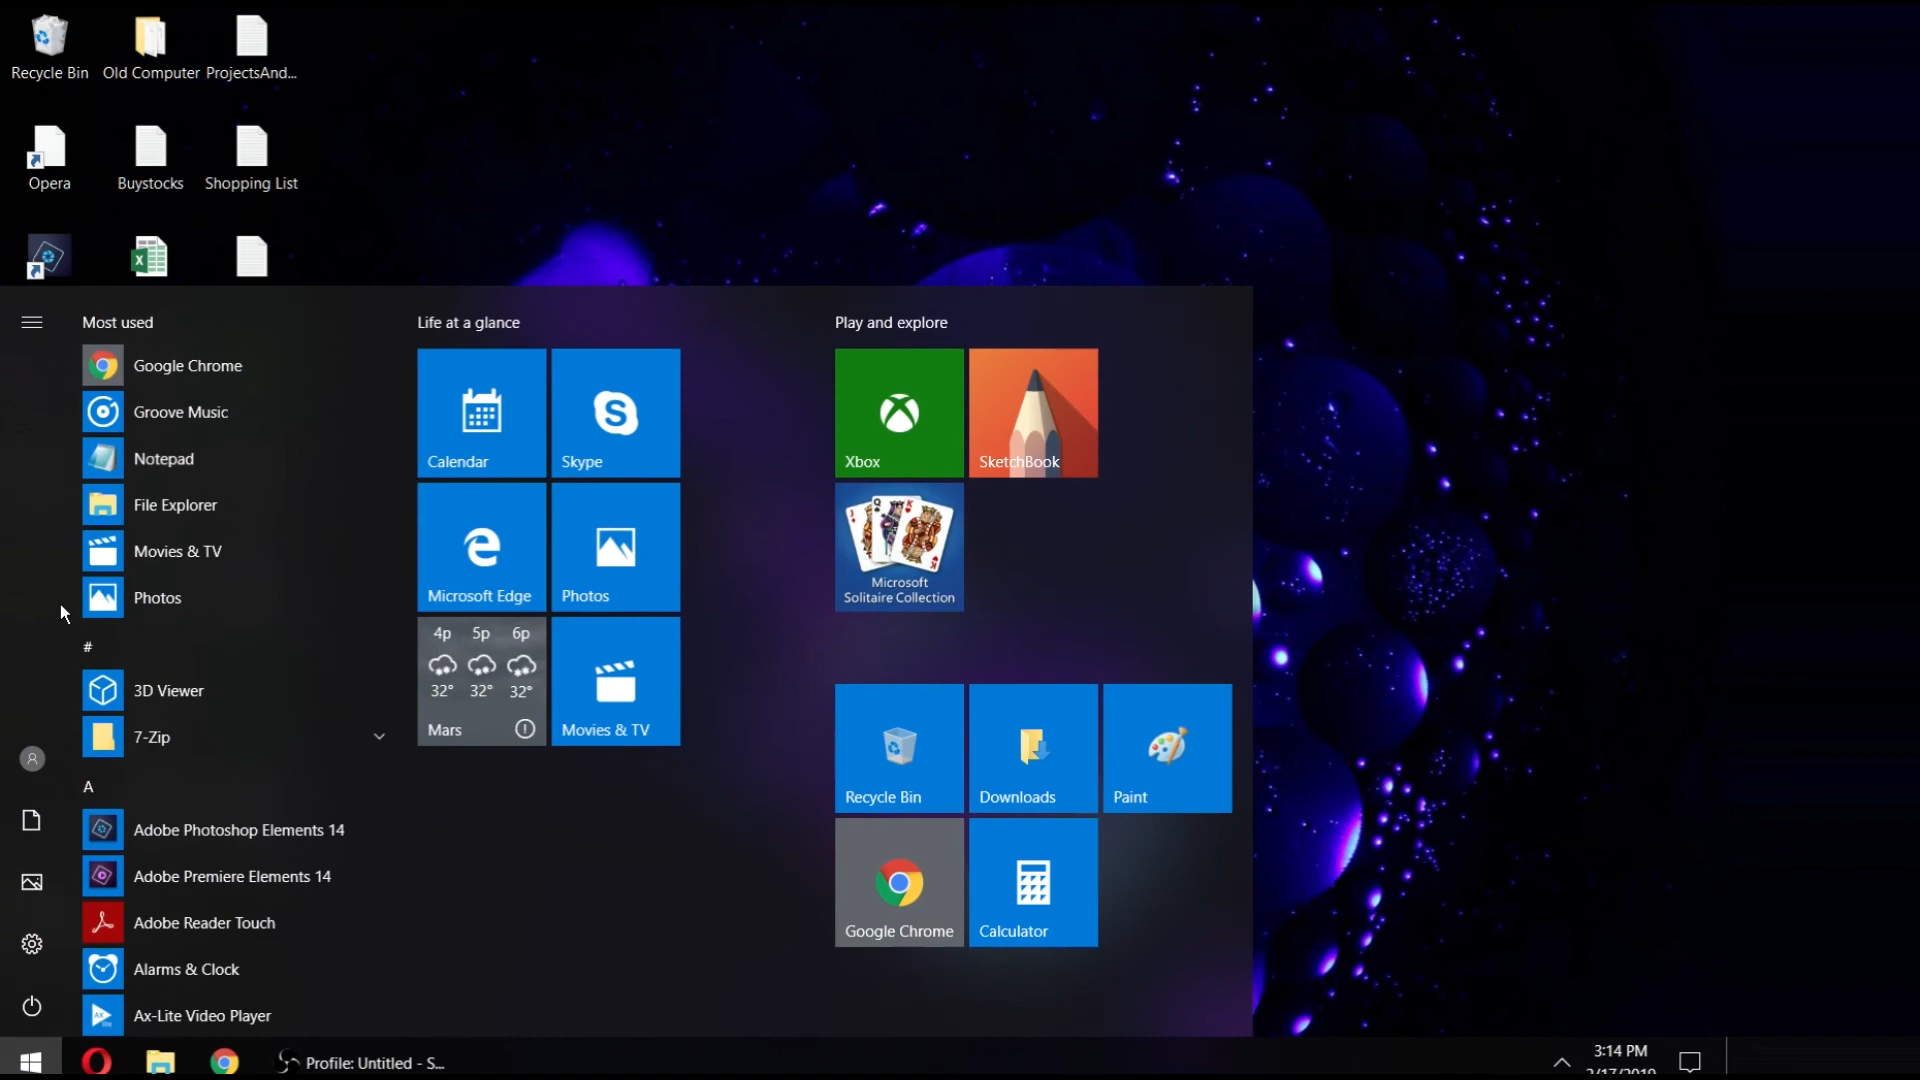 Recycle Bin
Old Computer
ProjectsAnd...
Opera
Buystocks
Shopping List
Most used
Google Chrome
Groove Music
Notepad
File Explorer
Movies & TV
Photos
#
3D Viewer
7-Zip
A
Adobe Photoshop Elements 14
Adobe Premiere Elements 14
Adobe Reader Touch
Alarms & Clock
Ax-Lite Video Player
Life at a glance
Calendar
Skype
Microsoft Edge
Photos
4p 5p 6p
32° 32° 32°
Mars
Movies & TV
Play and explore
Xbox
SketchBook
Microsoft
Solitaire Collection
Recycle Bin
Downloads
Paint
Google Chrome
Calculator
Profile: Untitled - S...
3:14 PM